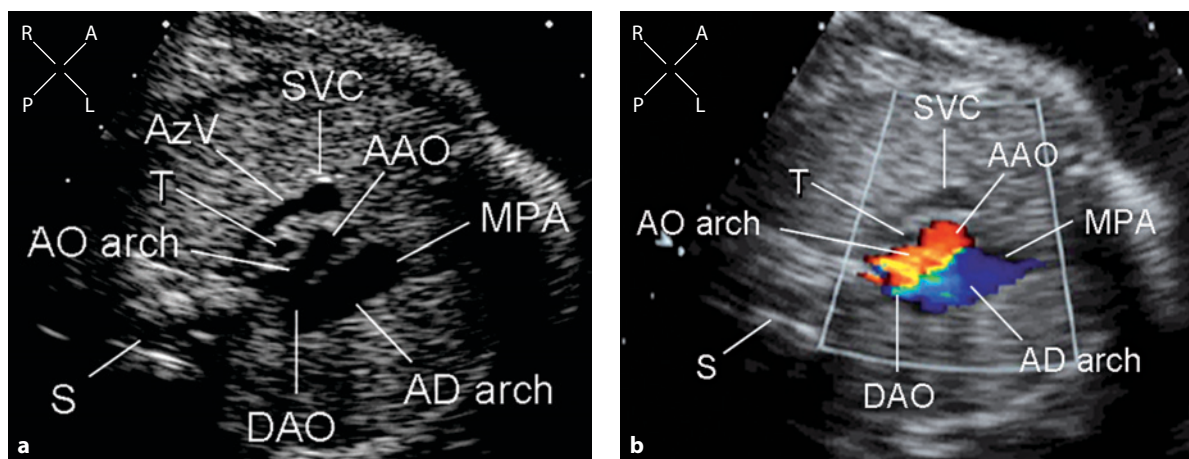 R A
P L
SVC
AzV
AAO
T
MPA
AO arch
S
AD arch
DAO
a
R A
P L
SVC
AAO
T
MPA
AO arch
AD arch
S
DAO
b